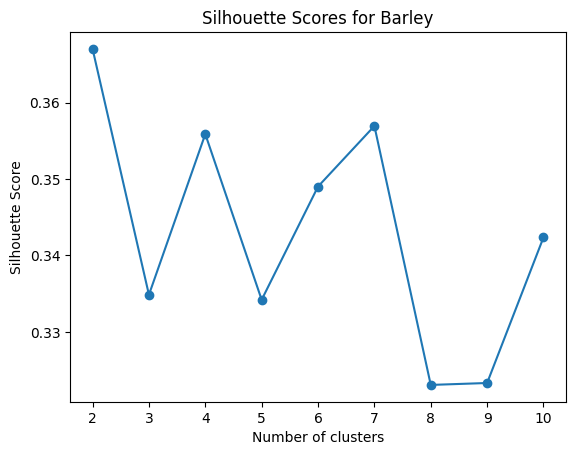 Silhouette Scores for Barley
Silhouette Score
0.36
0.35
0.34
0.33
2 3 4 5 6 7 8 9 10
Number of clusters